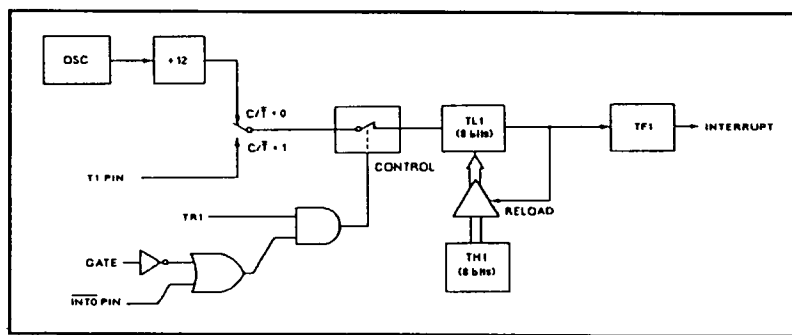 OSC
÷12
C/T̅ = 0
C/T̅ = 1
T1 PIN
TL1
(8 bits)
TF1
INTERRUPT
CONTROL
TR1
RELOAD
GATE
TH1
(8 bits)
I̅N̅T̅0̅ PIN